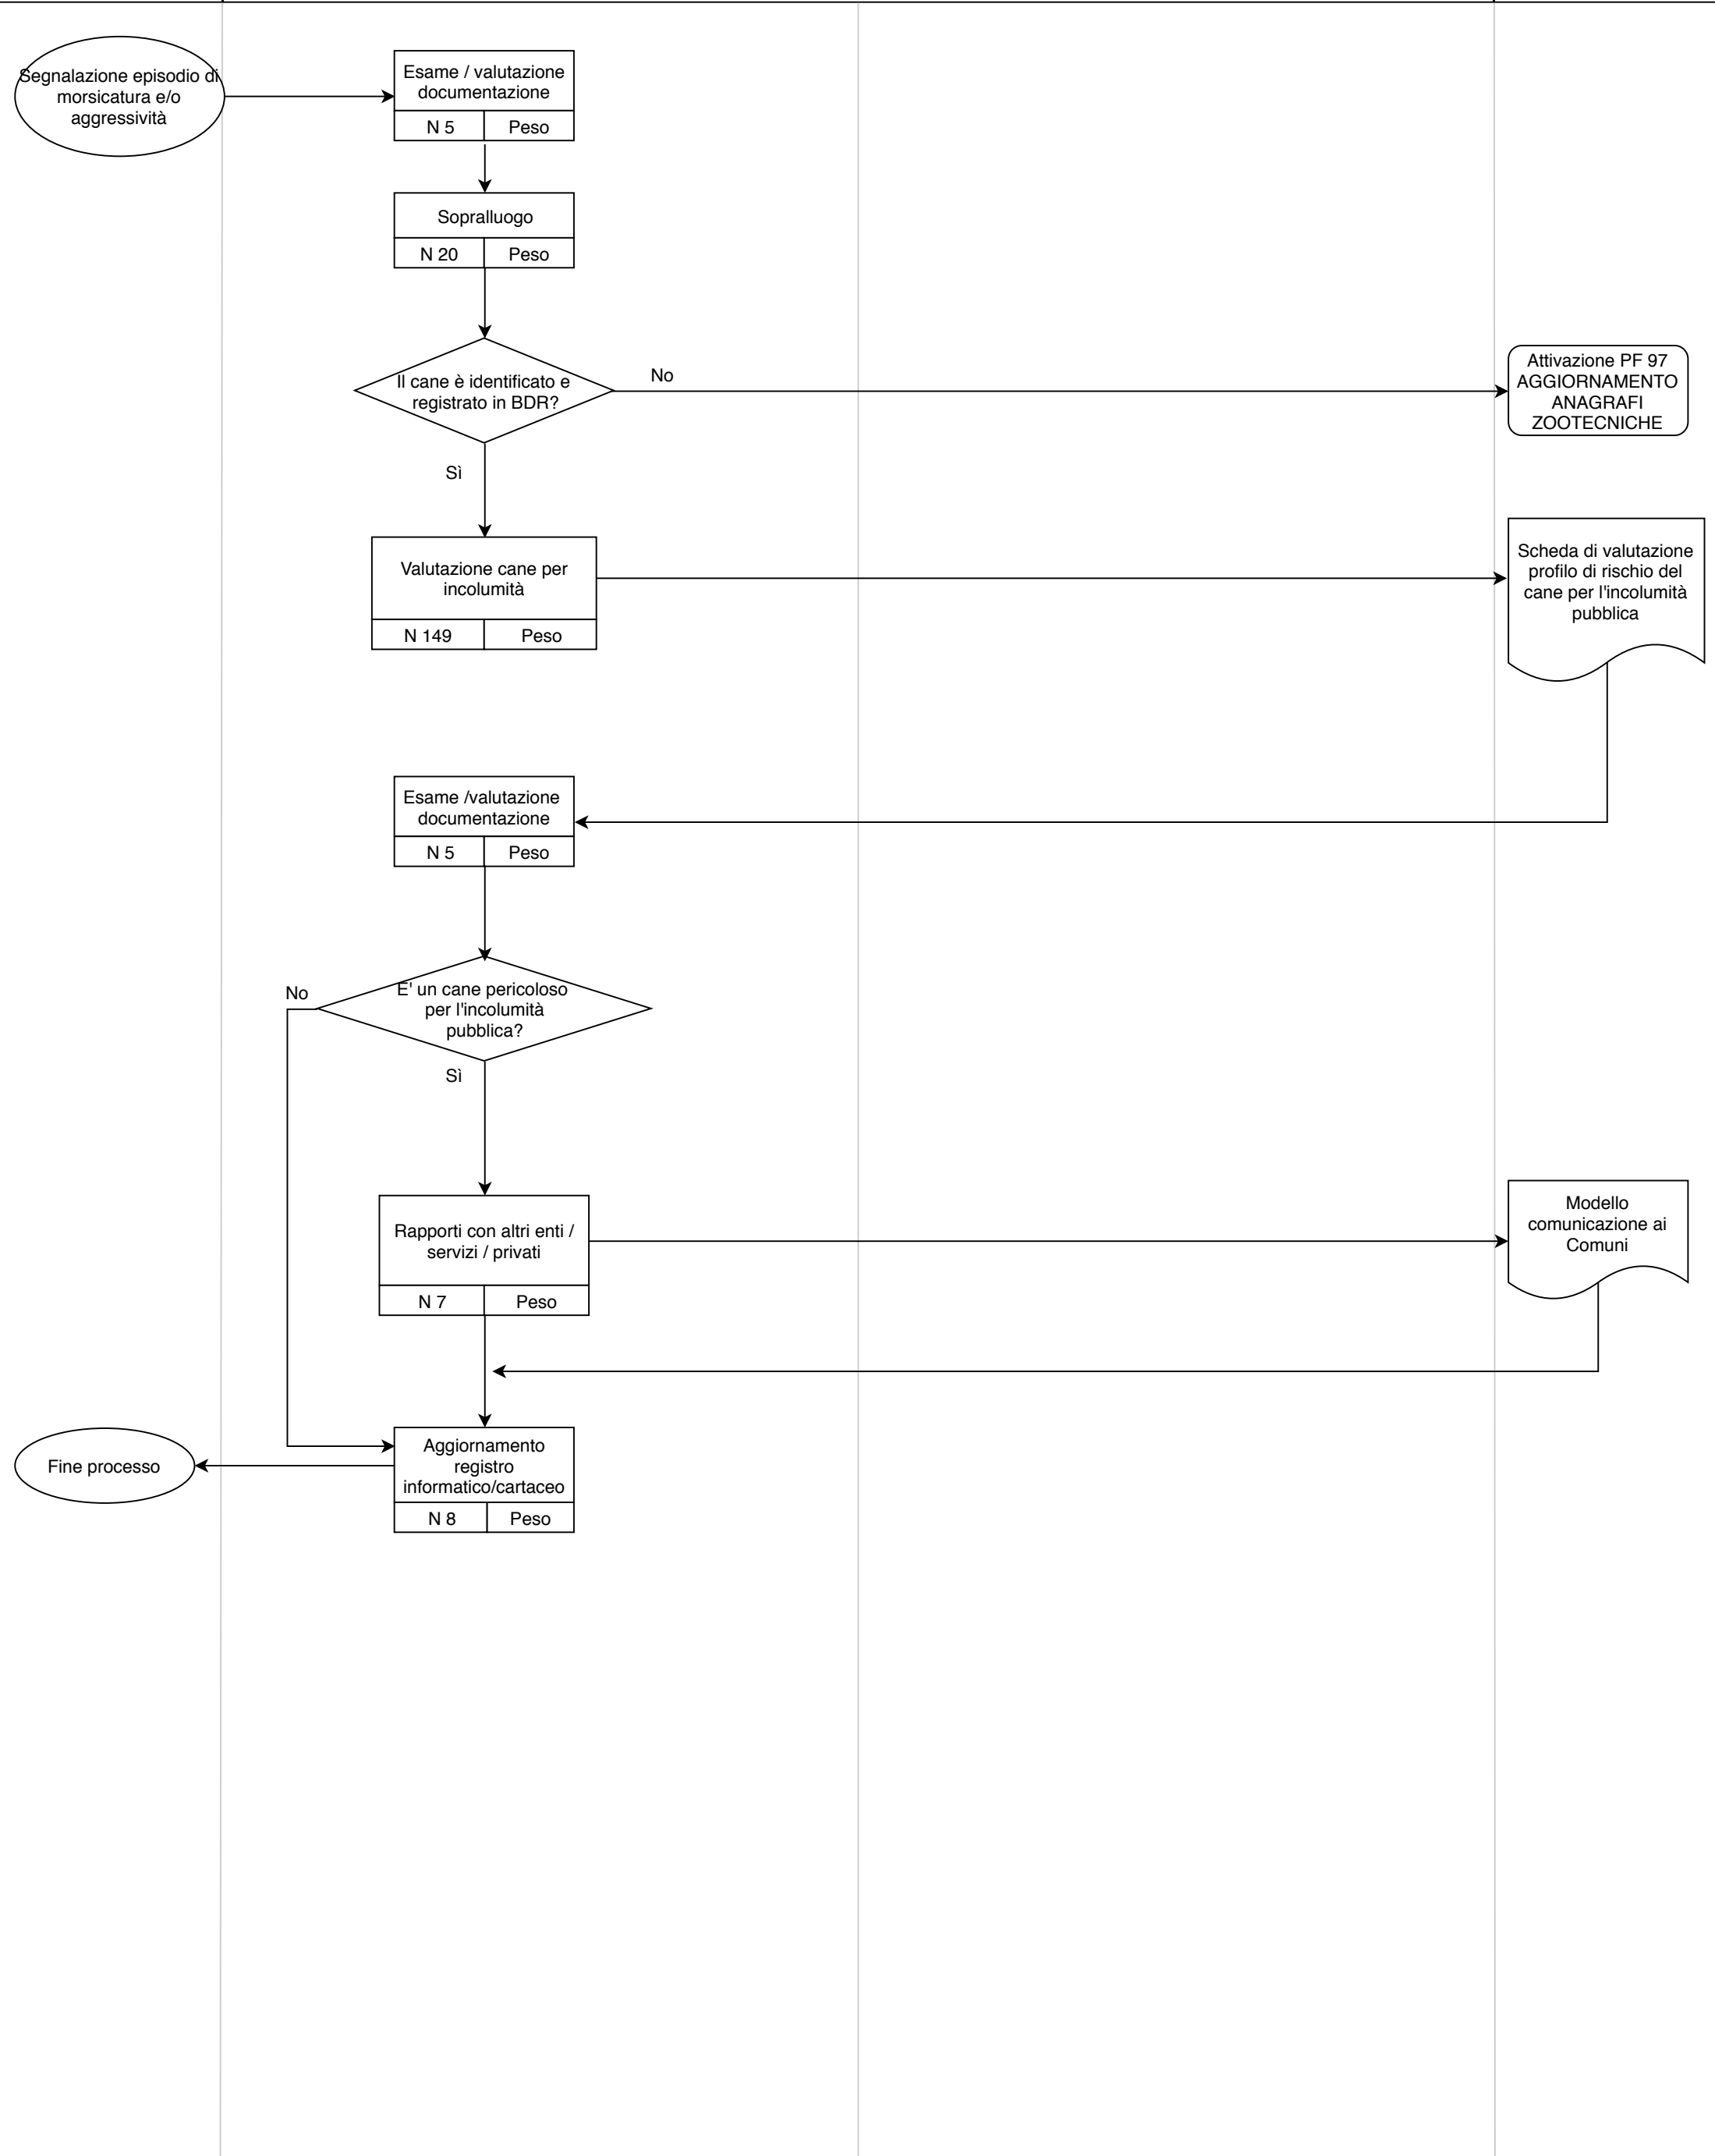 Segnalazione episodio di
morsicatura e/o
aggressività
Esame / valutazione
documentazione
N 5
Peso
Sopralluogo
N 20
Peso
Il cane è identificato e
registrato in BDR?
No
Attivazione PF 97
AGGIORNAMENTO
ANAGRAFI
ZOOTECNICHE
Sì
Valutazione cane per
incolumità
N 149
Peso
Scheda di valutazione
profilo di rischio del
cane per l'incolumità
pubblica
Esame /valutazione
documentazione
N 5
Peso
E' un cane pericoloso
per l'incolumità
pubblica?
No
Sì
Rapporti con altri enti /
servizi / privati
N 7
Peso
Modello
comunicazione ai
Comuni
Aggiornamento
registro
informatico/cartaceo
N 8
Peso
Fine processo